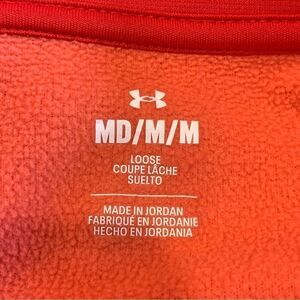 MD/M/M
LOOSE
COUPE LÂCHE
SUELTO
MADE IN JORDAN
FABRIQUÉ EN JORDANIE
HECHO EN JORDANIA